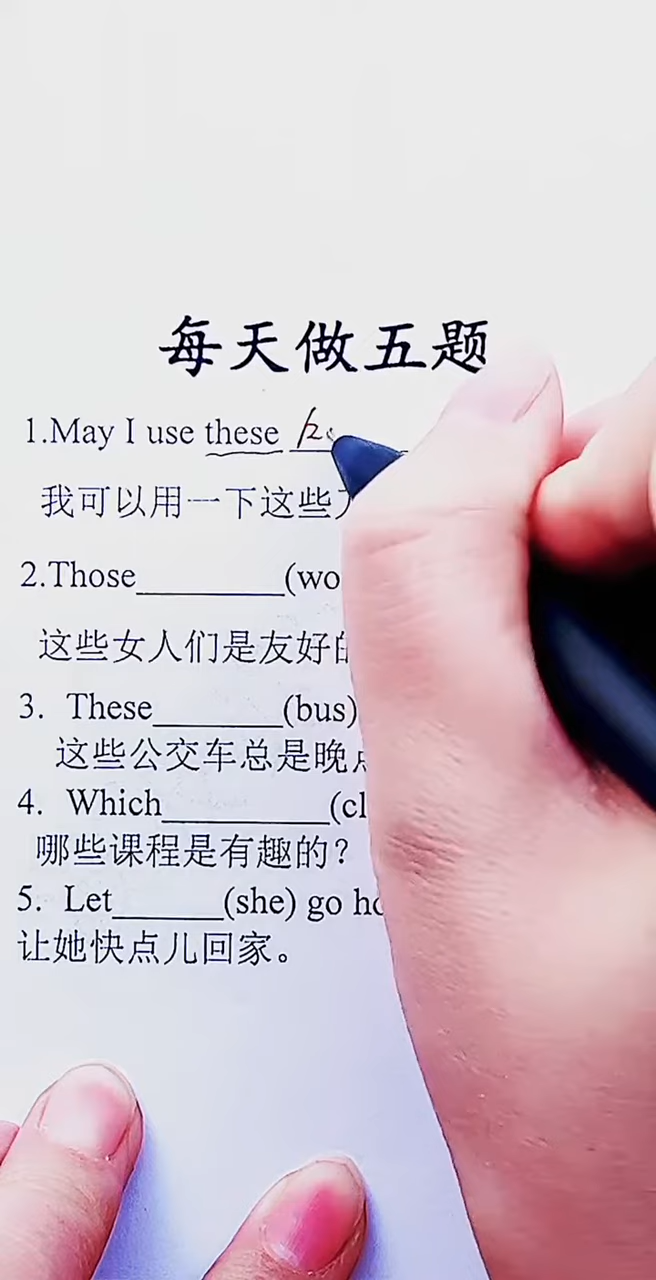 每天做五题
1.May I use these
我可以用一下这些
2.Those________(wo
这些女人们是友好
3. These_______(bus)
这些公交车总是晚
4. Which_________(cl
哪些课程是有趣的？
5. Let______(she) go h
让她快点儿回家。